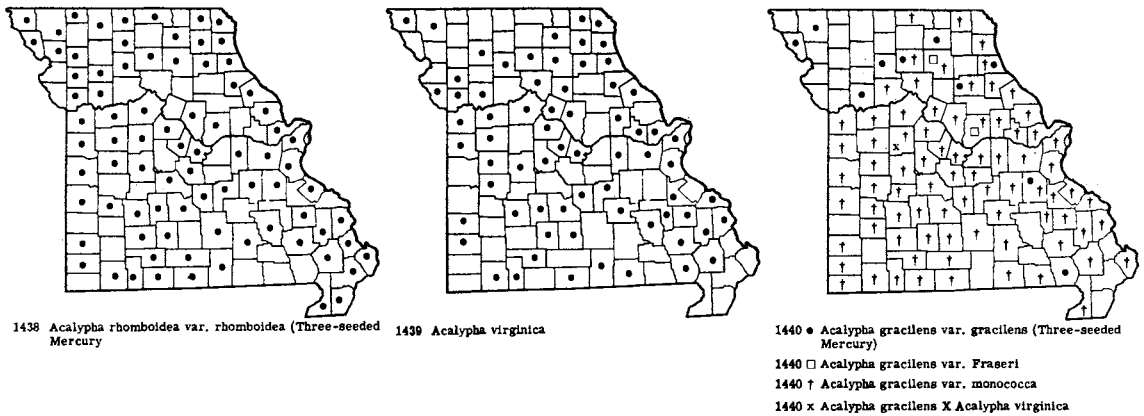 1438 Acalypha rhomboidea var. rhomboidea (Three-seeded
Mercury
1439 Acalypha virginica
1440 ● Acalypha gracilens var. gracilens (Three-seeded
Mercury)
1440 □ Acalypha gracilens var. Fraseri
1440 † Acalypha gracilens var. monococca
1440 x Acalypha gracilens X Acalypha virginica